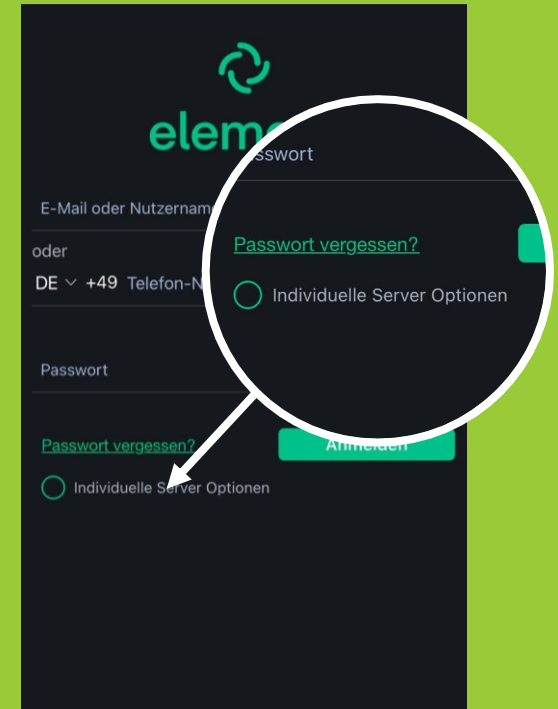 elem
E-Mail oder Nutzernam
oder
DE +49 Telefon-N
Passwort
Passwort vergessen?
Anmelden
Individuelle Server Optionen
sswort
Passwort vergessen?
Individuelle Server Optionen